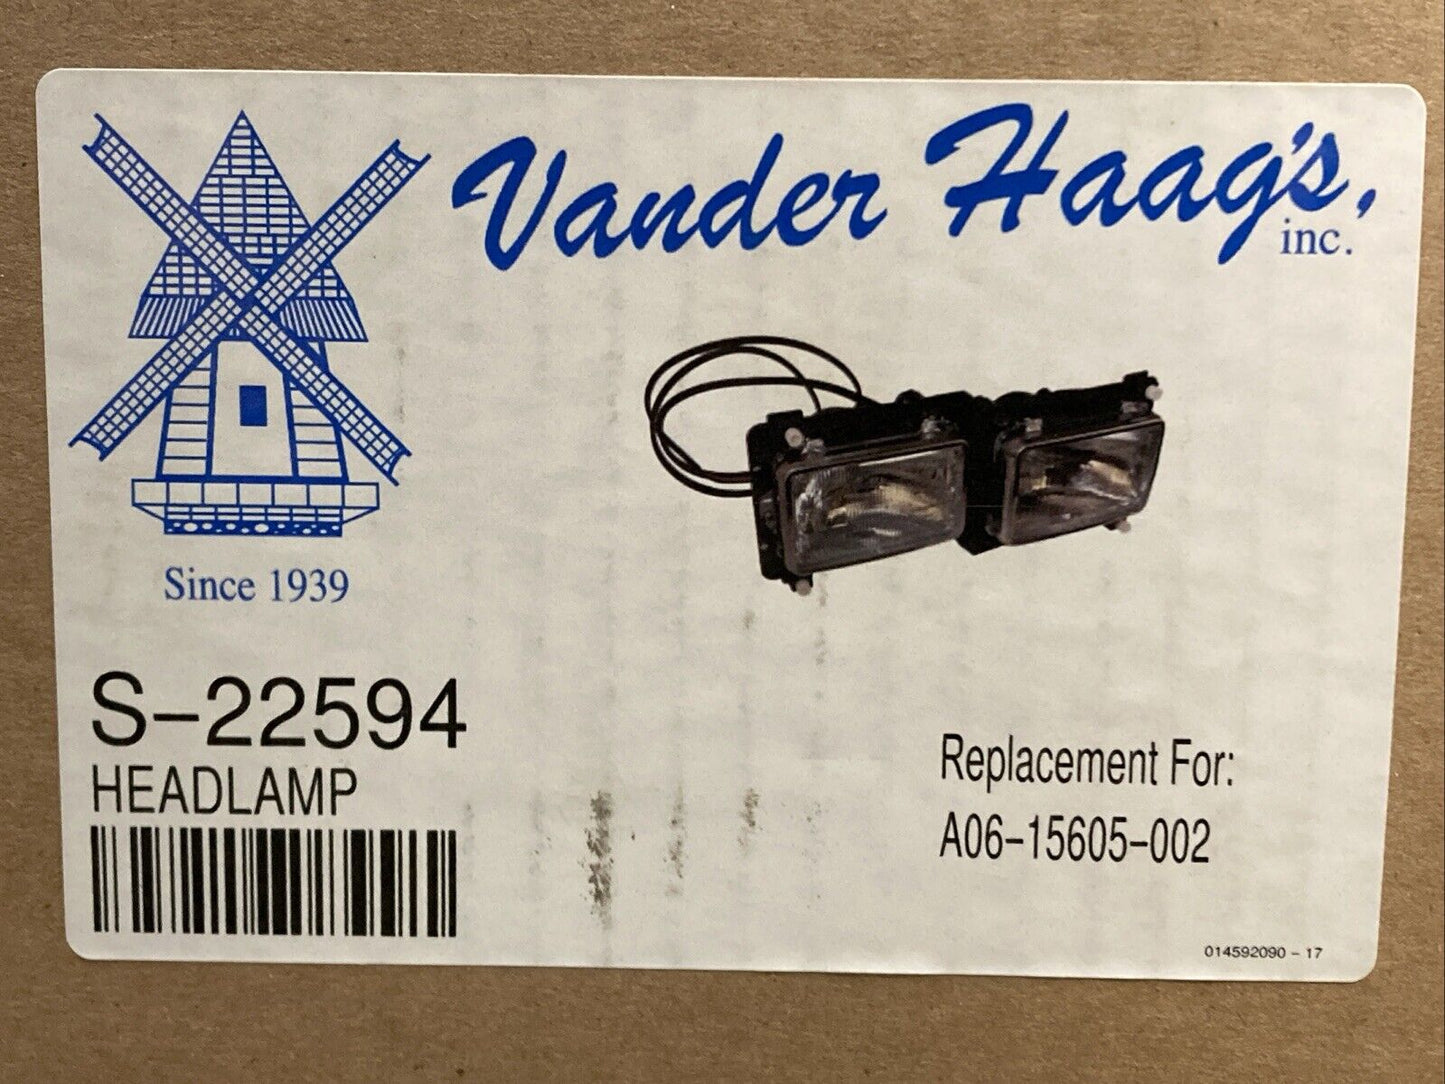 Vander Haag's,
inc.
Since 1939
S-22594
HEADLAMP
Replacement For:
A06-15605-002
014592090 - 17